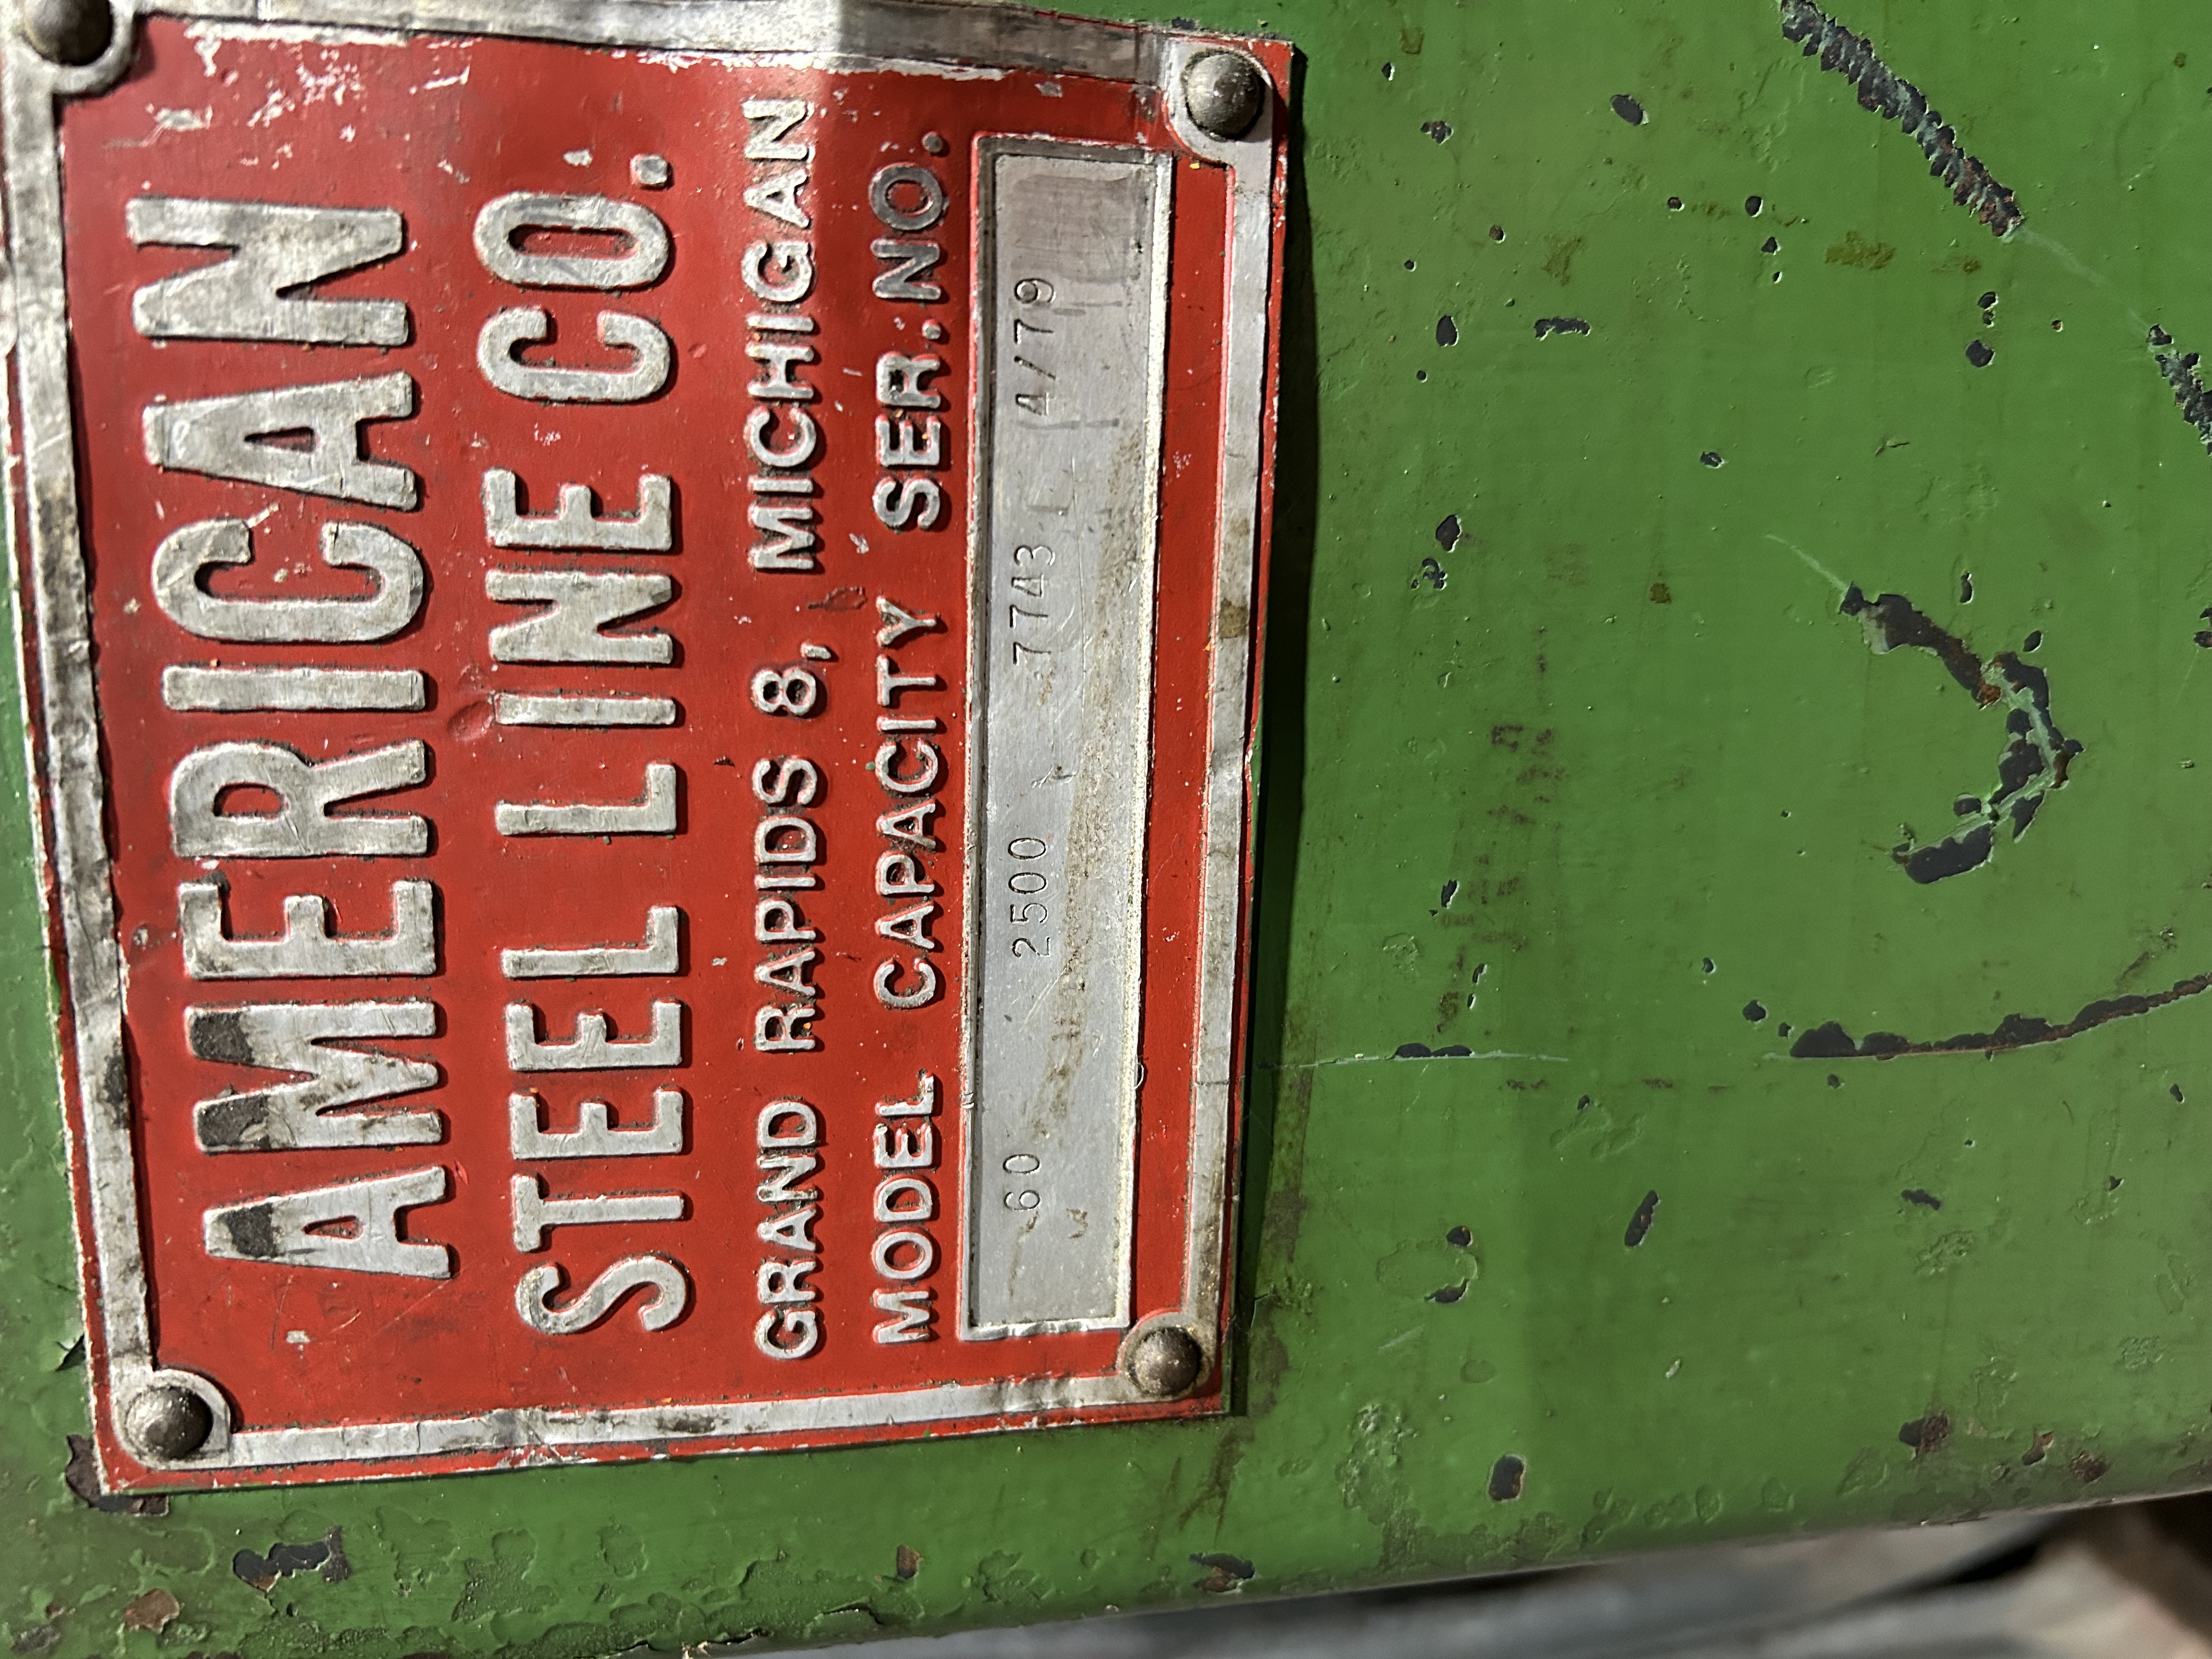 AMERICAN
STEEL LINE CO.
GRAND RAPIDS 8, MICHIGAN
MODEL CAPACITY SER. NO.
60 2500 7743 4/79